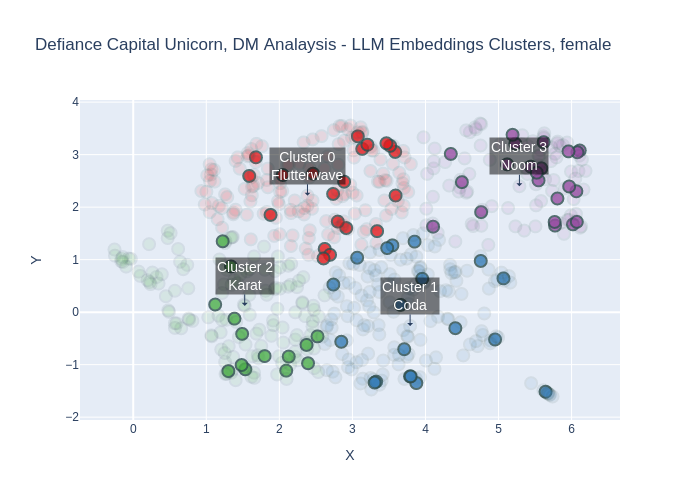 Defiance Capital Unicorn, DM Analaysis - LLM Embeddings Clusters, female
4
3
2
1
0
−1
−2
Y
Cluster 0
Flutterwave
Cluster 3
Noom
Cluster 2
Karat
Cluster 1
Coda
0
1
2
3
4
5
6
X